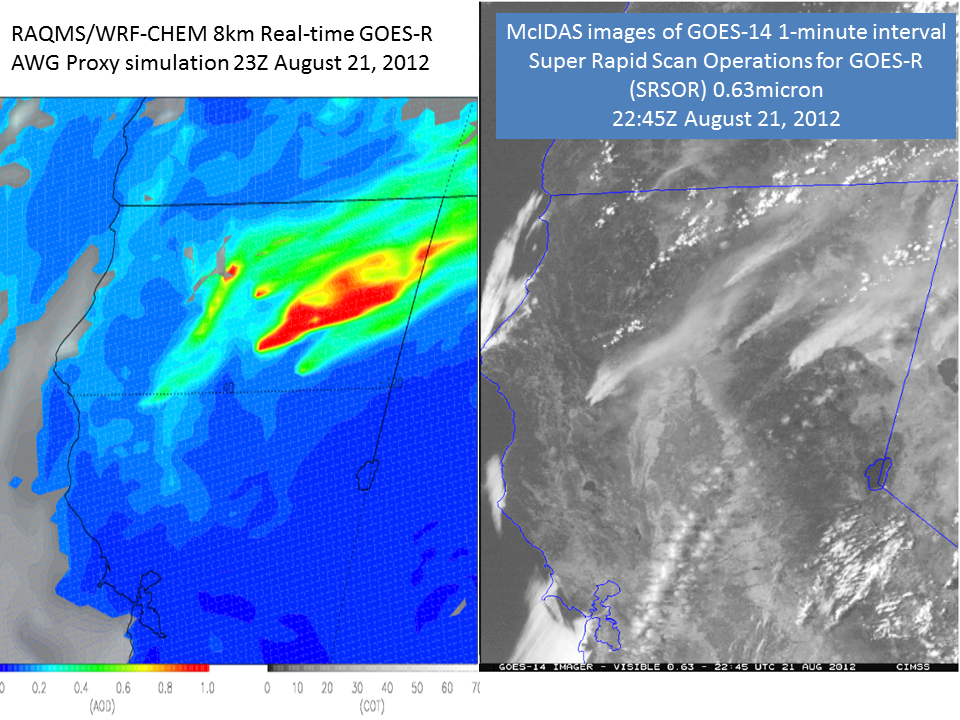 RAQMS/WRF-CHEM 8km Real-time GOES-R
AWG Proxy simulation 23Z August 21, 2012
McIDAS images of GOES-14 1-minute interval
Super Rapid Scan Operations for GOES-R
(SRSOR) 0.63micron
22:45Z August 21, 2012
40
GOES-14 IMAGER - VISIBLE 0.63 - 22:45 UTC 21 AUG 2012 CIMSS
0 0.2 0.4 0.6 0.8 1.0
(AOD)
0 10 20 30 40 50 60 70
(COT)